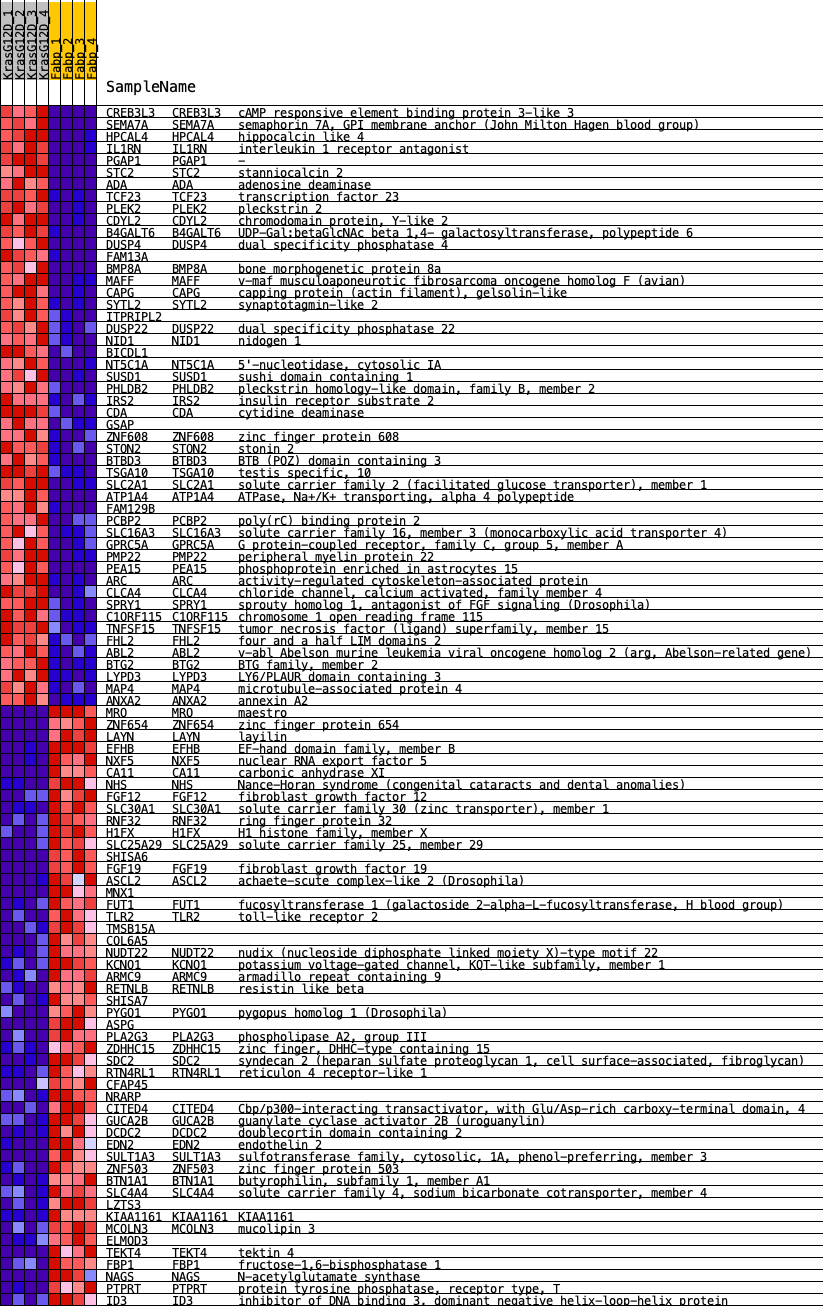 KrasG12D_1
KrasG12D_2
KrasG12D_3
KrasG12D_4
Fabp_1
Fabp_2
Fabp_3
Fabp_4
SampleName
CREB3L3 CREB3L3 cAMP responsive element binding protein 3-like 3
SEMA7A SEMA7A semaphorin 7A, GPI membrane anchor (John Milton Hagen blood group)
HPCAL4 HPCAL4 hippocalcin like 4
IL1RN IL1RN interleukin 1 receptor antagonist
PGAP1 PGAP1 -
STC2 STC2 stanniocalcin 2
ADA ADA adenosine deaminase
TCF23 TCF23 transcription factor 23
PLEK2 PLEK2 pleckstrin 2
CDYL2 CDYL2 chromodomain protein, Y-like 2
B4GALT6 B4GALT6 UDP-Gal:betaGlcNAc beta 1,4- galactosyltransferase, polypeptide 6
DUSP4 DUSP4 dual specificity phosphatase 4
FAM13A
BMP8A BMP8A bone morphogenetic protein 8a
MAFF MAFF v-maf musculoaponeurotic fibrosarcoma oncogene homolog F (avian)
CAPG CAPG capping protein (actin filament), gelsolin-like
SYTL2 SYTL2 synaptotagmin-like 2
ITPRIPL2
DUSP22 DUSP22 dual specificity phosphatase 22
NID1 NID1 nidogen 1
BICDL1
NT5C1A NT5C1A 5'-nucleotidase, cytosolic IA
SUSD1 SUSD1 sushi domain containing 1
PHLDB2 PHLDB2 pleckstrin homology-like domain, family B, member 2
IRS2 IRS2 insulin receptor substrate 2
CDA CDA cytidine deaminase
GSAP
ZNF608 ZNF608 zinc finger protein 608
STON2 STON2 stonin 2
BTBD3 BTBD3 BTB (POZ) domain containing 3
TSGA10 TSGA10 testis specific, 10
SLC2A1 SLC2A1 solute carrier family 2 (facilitated glucose transporter), member 1
ATP1A4 ATP1A4 ATPase, Na+/K+ transporting, alpha 4 polypeptide
FAM129B
PCBP2 PCBP2 poly(rC) binding protein 2
SLC16A3 SLC16A3 solute carrier family 16, member 3 (monocarboxylic acid transporter 4)
GPRC5A GPRC5A G protein-coupled receptor, family C, group 5, member A
PMP22 PMP22 peripheral myelin protein 22
PEA15 PEA15 phosphoprotein enriched in astrocytes 15
ARC ARC activity-regulated cytoskeleton-associated protein
CLCA4 CLCA4 chloride channel, calcium activated, family member 4
SPRY1 SPRY1 sprouty homolog 1, antagonist of FGF signaling (Drosophila)
C1ORF115 C1ORF115 chromosome 1 open reading frame 115
TNFSF15 TNFSF15 tumor necrosis factor (ligand) superfamily, member 15
FHL2 FHL2 four and a half LIM domains 2
ABL2 ABL2 v-abl Abelson murine leukemia viral oncogene homolog 2 (arg, Abelson-related gene)
BTG2 BTG2 BTG family, member 2
LYPD3 LYPD3 LY6/PLAUR domain containing 3
MAP4 MAP4 microtubule-associated protein 4
ANXA2 ANXA2 annexin A2
MRO MRO maestro
ZNF654 ZNF654 zinc finger protein 654
LAYN LAYN layilin
EFHB EFHB EF-hand domain family, member B
NXF5 NXF5 nuclear RNA export factor 5
CA11 CA11 carbonic anhydrase XI
NHS NHS Nance-Horan syndrome (congenital cataracts and dental anomalies)
FGF12 FGF12 fibroblast growth factor 12
SLC30A1 SLC30A1 solute carrier family 30 (zinc transporter), member 1
RNF32 RNF32 ring finger protein 32
H1FX H1FX H1 histone family, member X
SLC25A29 SLC25A29 solute carrier family 25, member 29
SHISA6
FGF19 FGF19 fibroblast growth factor 19
ASCL2 ASCL2 achaete-scute complex-like 2 (Drosophila)
MNX1
FUT1 FUT1 fucosyltransferase 1 (galactoside 2-alpha-L-fucosyltransferase, H blood group)
TLR2 TLR2 toll-like receptor 2
TMSB15A
COL6A5
NUDT22 NUDT22 nudix (nucleoside diphosphate linked moiety X)-type motif 22
KCNQ1 KCNQ1 potassium voltage-gated channel, KQT-like subfamily, member 1
ARMC9 ARMC9 armadillo repeat containing 9
RETNLB RETNLB resistin like beta
SHISA7
PYGO1 PYGO1 pygopus homolog 1 (Drosophila)
ASPG
PLA2G3 PLA2G3 phospholipase A2, group III
ZDHHC15 ZDHHC15 zinc finger, DHHC-type containing 15
SDC2 SDC2 syndecan 2 (heparan sulfate proteoglycan 1, cell surface-associated, fibroglycan)
RTN4RL1 RTN4RL1 reticulon 4 receptor-like 1
CFAP45
NRARP
CITED4 CITED4 Cbp/p300-interacting transactivator, with Glu/Asp-rich carboxy-terminal domain, 4
GUCA2B GUCA2B guanylate cyclase activator 2B (uroguanylin)
DCDC2 DCDC2 doublecortin domain containing 2
EDN2 EDN2 endothelin 2
SULT1A3 SULT1A3 sulfotransferase family, cytosolic, 1A, phenol-preferring, member 3
ZNF503 ZNF503 zinc finger protein 503
BTN1A1 BTN1A1 butyrophilin, subfamily 1, member A1
SLC4A4 SLC4A4 solute carrier family 4, sodium bicarbonate cotransporter, member 4
LZTS3
KIAA1161 KIAA1161 KIAA1161
MCOLN3 MCOLN3 mucolipin 3
ELMOD3
TEKT4 TEKT4 tektin 4
FBP1 FBP1 fructose-1,6-bisphosphatase 1
NAGS NAGS N-acetylglutamate synthase
PTPRT PTPRT protein tyrosine phosphatase, receptor type, T
ID3 ID3 inhibitor of DNA binding 3, dominant negative helix-loop-helix protein